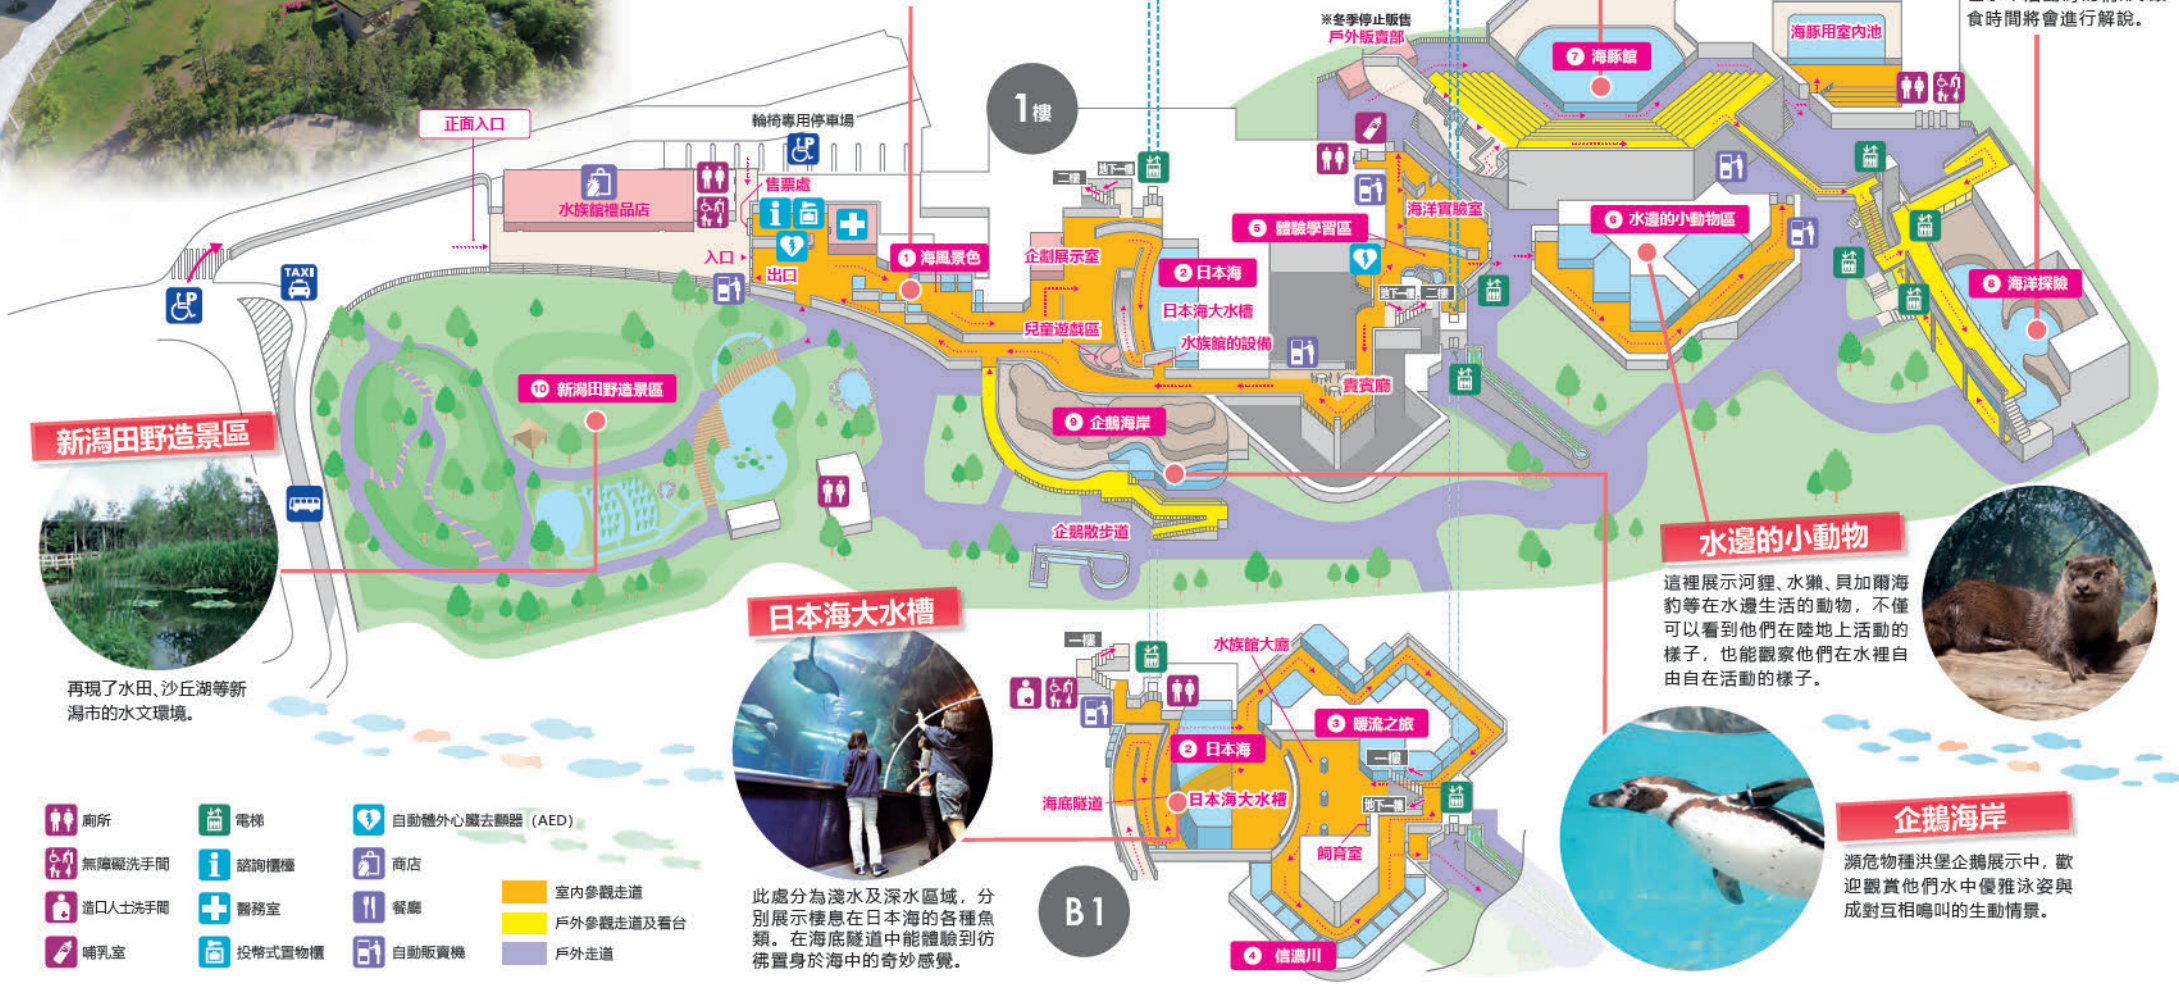 食時間將會進行解說。
※冬季停止販售
戶外販賣部
⑦ 海豚館
海豚用室內池
1樓
正面入口
輪椅專用停車場
P
二樓
地下一樓
售票處
水族館禮品店
海洋實驗室
⑤ 體驗學習區
⑥ 水邊的小動物區
入口
出口
① 海風景色
企劃展示室
② 日本海
日本海大水槽
地下一樓
二樓
⑧ 海洋探險
TAXI
P
兒童遊戲區
水族館的設備
貴賓廳
⑩ 新潟田野造景區
⑨ 企鵝海岸
新潟田野造景區
企鵝散步道
再現了水田、沙丘湖等新
潟市的水文環境。
水邊的小動物
這裡展示河狸、水獺、貝加爾海
豹等在水邊生活的動物，不僅
可以看到他們在陸地上活動的
樣子，也能觀察他們在水裡自
由自在活動的樣子。
日本海大水槽
此處分為淺水及深水區域，分
別展示棲息在日本海的各種魚
類。在海底隧道中能體驗到彷
彿置身於海中的奇妙感覺。
一樓
水族館大廳
③ 暖流之旅
② 日本海
一樓
海底隧道
日本海大水槽
地下一樓
飼育室
B1
④ 信濃川
企鵝海岸
瀕危物種洪堡企鵝展示中，歡
迎觀賞他們水中優雅泳姿與
成對互相鳴叫的生動情景。
廁所
電梯
自動體外心臟去顫器（AED）
無障礙洗手間
諮詢櫃檯
商店
造口人士洗手間
醫務室
餐廳
哺乳室
投幣式置物櫃
自動販賣機
室內參觀走道
戶外參觀走道及看台
戶外走道